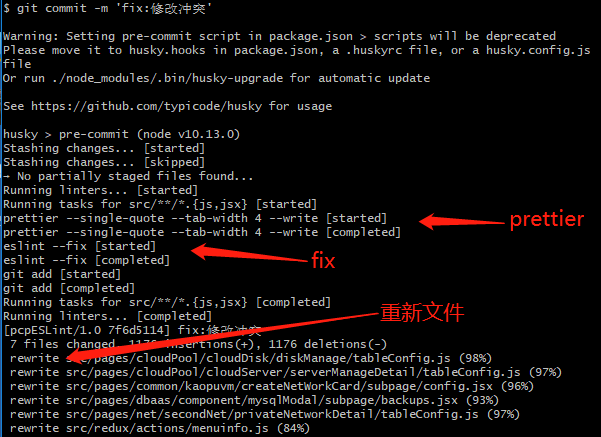 $ git commit -m 'fix:修改冲突'
Warning: Setting pre-commit script in package.json > scripts will be deprecated
Please move it to husky.hooks in package.json, a .huskyrc file, or a husky.config.js
file
Or run ./node_modules/.bin/husky-upgrade for automatic update
See https://github.com/typicode/husky for usage
husky > pre-commit (node v10.13.0)
Stashing changes... [started]
Stashing changes... [skipped]
→ No partially staged files found...
Running linters... [started]
Running tasks for src/**/*.{js,jsx} [started]
prettier --single-quote --tab-width 4 --write [started]
prettier
prettier --single-quote --tab-width 4 --write [completed]
eslint --fix [started]
eslint --fix [completed]
fix
git add [started]
git add [completed]
Running tasks for src/**/*.{js,jsx} [completed]
Running linters... [completed]
重新文件
[pcpESLint/1.0 7f6d5114] fix:修改冲突
7 files changed, 1176 insertions(+), 1176 deletions(-)
rewrite src/pages/cloudPool/cloudDisk/diskManage/tableConfig.js (98%)
rewrite src/pages/cloudPool/cloudServer/serverManageDetail/tableConfig.js (97%)
rewrite src/pages/common/kaopuvm/createNetWorkCard/subpage/config.jsx (96%)
rewrite src/pages/dbaas/component/mysqlModal/subpage/backups.jsx (93%)
rewrite src/pages/net/secondNet/privateNetworkDetail/tableConfig.js (97%)
rewrite src/redux/actions/menuinfo.js (84%)